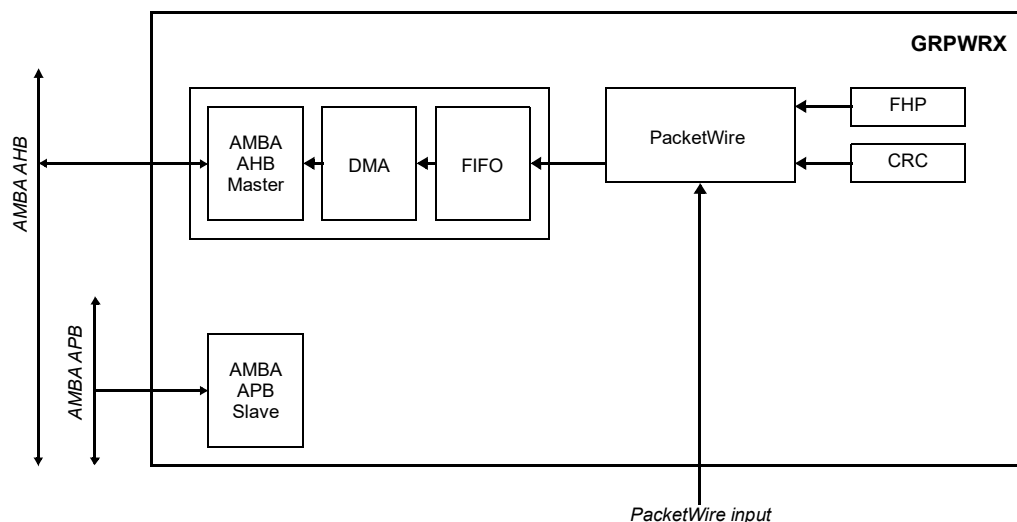 GRPWRX
AMBA AHB
AMBA
AHB
Master
DMA
FIFO
PacketWire
FHP
CRC
AMBA APB
AMBA
APB
Slave
PacketWire input